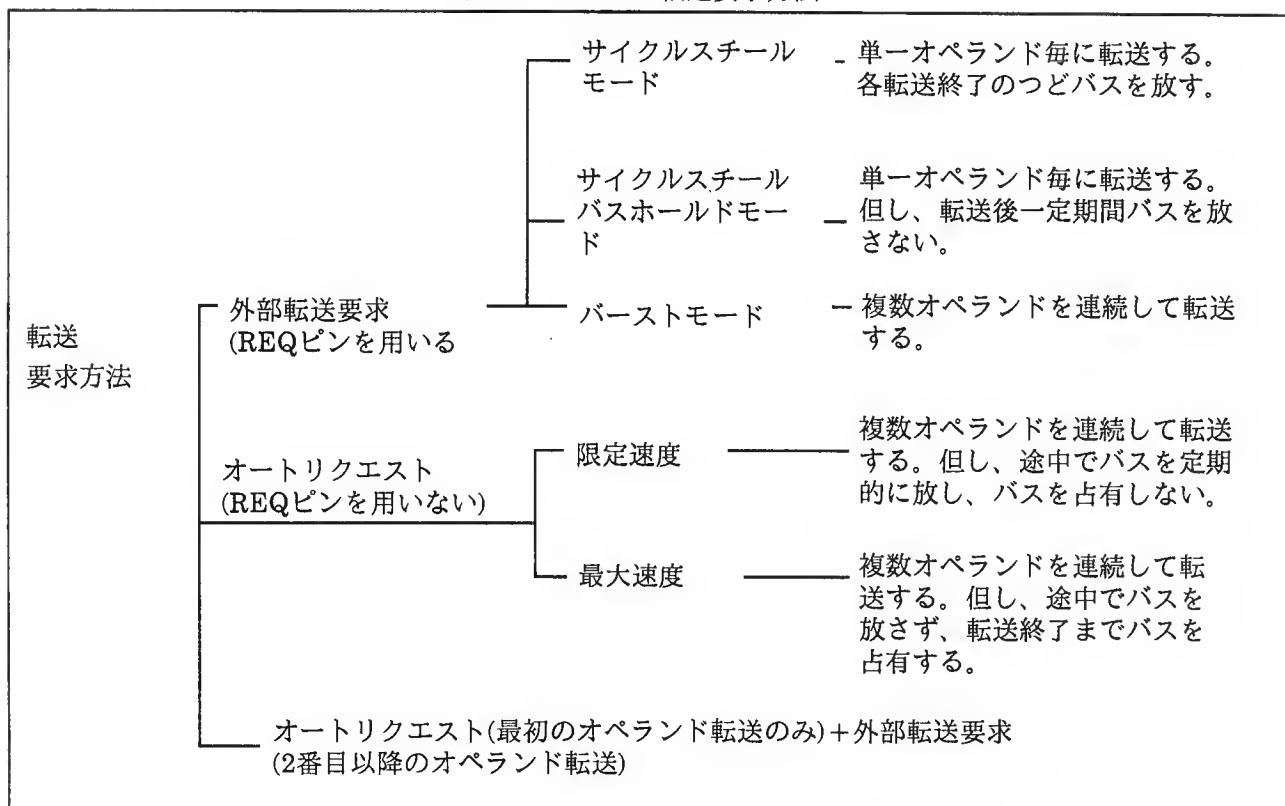 サイクルスチール
モード
単一オペランド毎に転送する。
各転送終了のつどバスを放す。
サイクルスチール
バスホールドモー
ド
単一オペランド毎に転送する。
但し、転送後一定期間バスを放
さない。
転送
要求方法
外部転送要求
(REQピンを用いる
バーストモード
複数オペランドを連続して転送
する。
オートリクエスト
(REQピンを用いない)
限定速度
複数オペランドを連続して転送
する。但し、途中でバスを定期
的に放し、バスを占有しない。
最大速度
複数オペランドを連続して転
送する。但し、途中でバスを
放さず、転送終了までバスを
占有する。
オートリクエスト(最初のオペランド転送のみ)+外部転送要求
(2番目以降のオペランド転送)